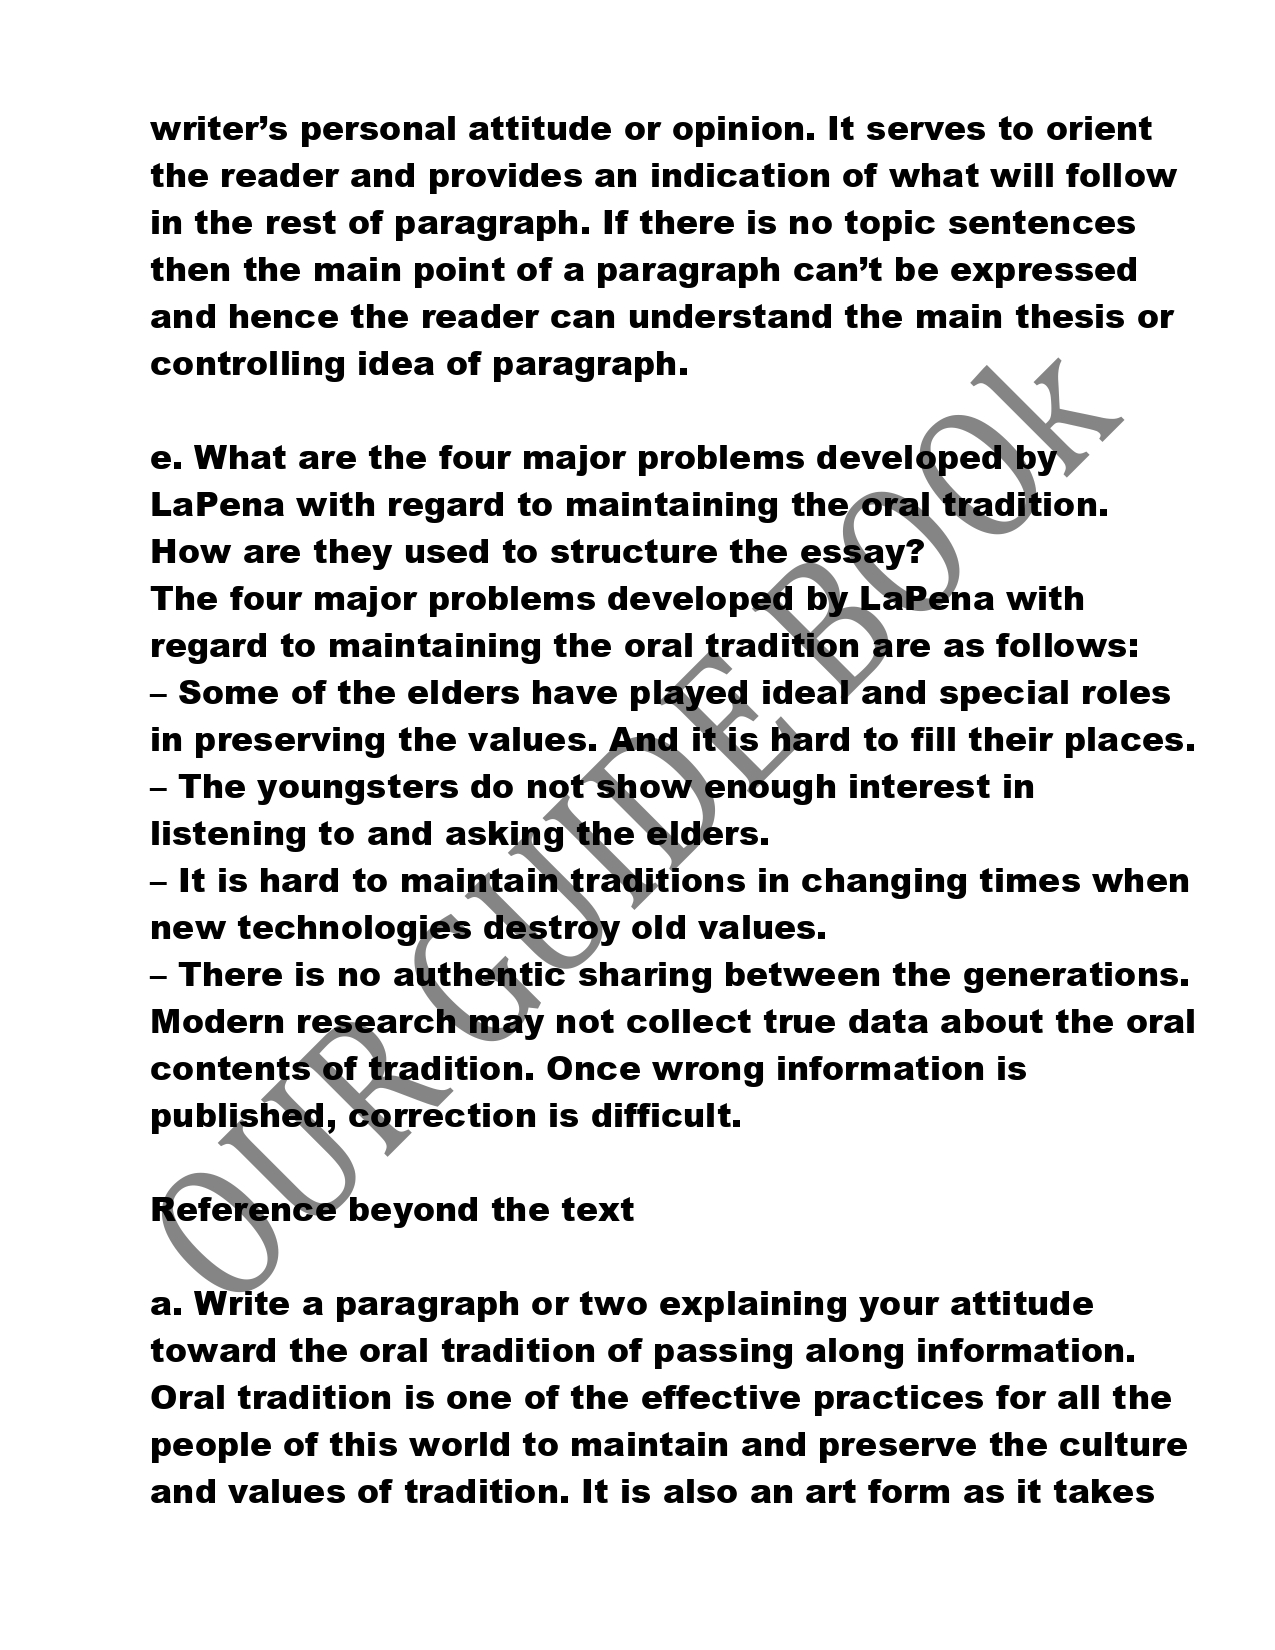 writer’s personal attitude or opinion. It serves to orient
the reader and provides an indication of what will follow
in the rest of paragraph. If there is no topic sentences
then the main point of a paragraph can’t be expressed
and hence the reader can understand the main thesis or
controlling idea of paragraph.
e. What are the four major problems developed by
LaPena with regard to maintaining the oral tradition.
How are they used to structure the essay?
The four major problems developed by LaPena with
regard to maintaining the oral tradition are as follows:
– Some of the elders have played ideal and special roles
in preserving the values. And it is hard to fill their places.
– The youngsters do not show enough interest in
listening to and asking the elders.
– It is hard to maintain traditions in changing times when
new technologies destroy old values.
– There is no authentic sharing between the generations.
Modern research may not collect true data about the oral
contents of tradition. Once wrong information is
published, correction is difficult.
Reference beyond the text
a. Write a paragraph or two explaining your attitude
toward the oral tradition of passing along information.
Oral tradition is one of the effective practices for all the
people of this world to maintain and preserve the culture
and values of tradition. It is also an art form as it takes
OUR GUIDE BOOk